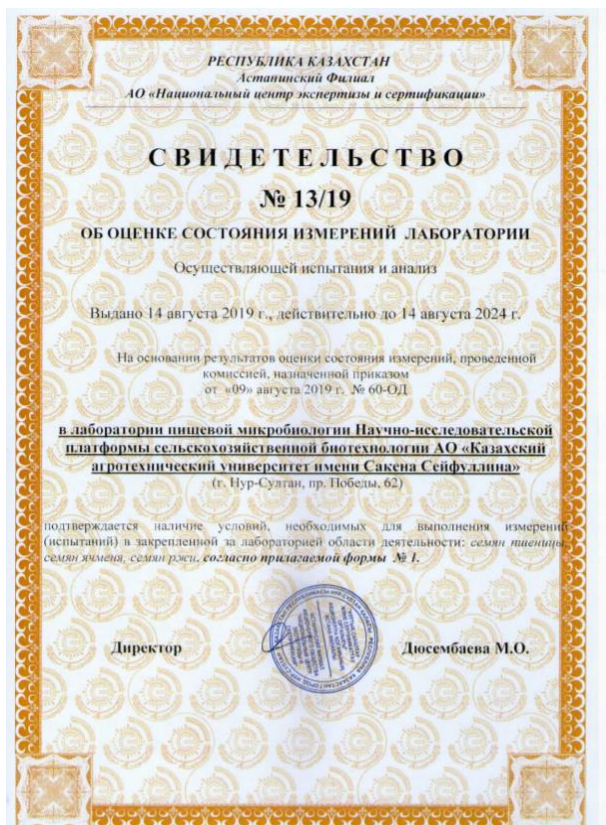 РЕСПУБЛИКА КАЗАХСТАН
Астанинский Филиал
АО «Национальный центр экспертизы и сертификации»
СВИДЕТЕЛЬСТВО
№ 13/19
ОБ ОЦЕНКЕ СОСТОЯНИЯ ИЗМЕРЕНИЙ ЛАБОРАТОРИИ
Осуществляющей испытания и анализ
Выдано 14 августа 2019 г., действительно до 14 августа 2024 г.
На основании результатов оценки состояния измерений, проведенной
комиссией, назначенной приказом
от «09» августа 2019 г. № 60-ОД
в лаборатории пищевой микробиологии Научно-исследовательской
платформы сельскохозяйственной биотехнологии АО «Казахский
агротехнический университет имени Сакена Сейфуллина»
(г. Нур-Султан, пр. Победы, 62)
подтверждается наличие условий, необходимых для выполнения измерений
(испытаний) в закрепленной за лабораторией области деятельности: семян пшеницы,
семян ячменя, семян ржи. согласно прилагаемой формы № 1.
Директор Дюсембаева М.О.